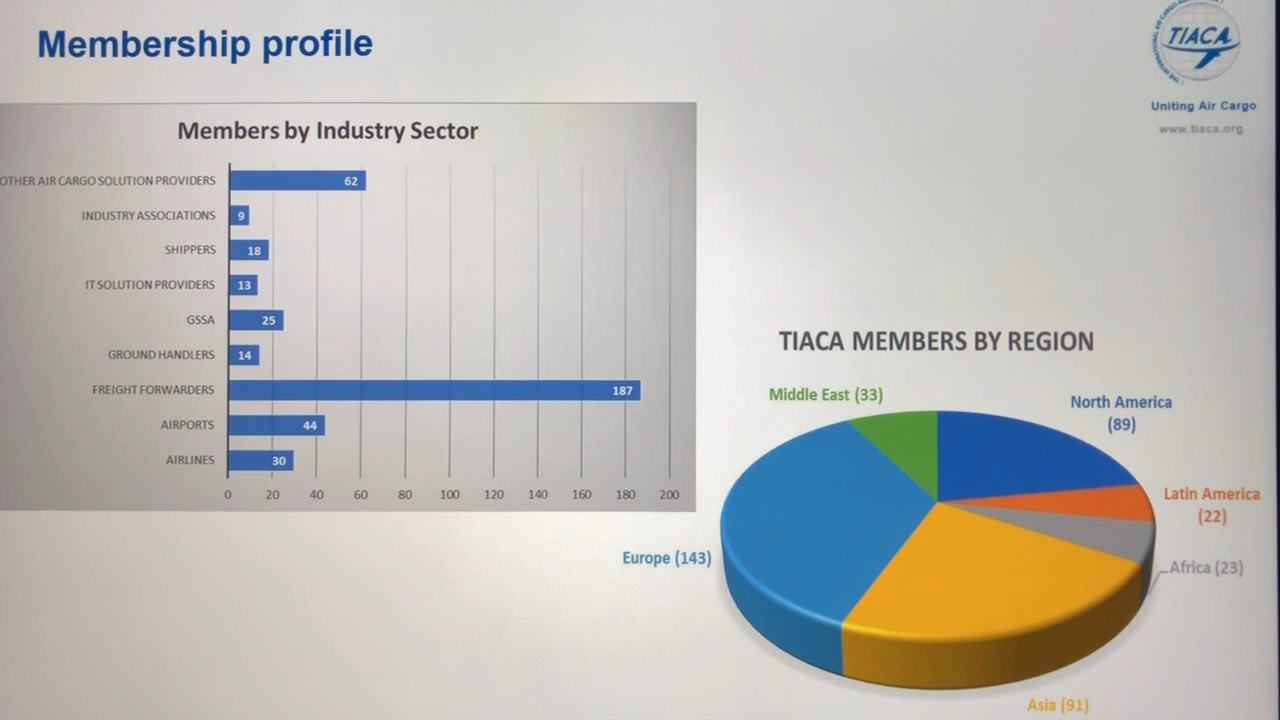 Membership profile
TIACA
Uniting Air Cargo
www.tiaca.org
Members by Industry Sector
OTHER AIR CARGO SOLUTION PROVIDERS 62
INDUSTRY ASSOCIATIONS 9
SHIPPERS 18
IT SOLUTION PROVIDERS 13
GSSA 25
GROUND HANDLERS 14
FREIGHT FORWARDERS 187
AIRPORTS 44
AIRLINES 30
0 20 40 60 80 100 120 140 160 180 200
TIACA MEMBERS BY REGION
Middle East (33)
North America
(89)
Latin America
(22)
Europe (143)
Africa (23)
Asia (91)